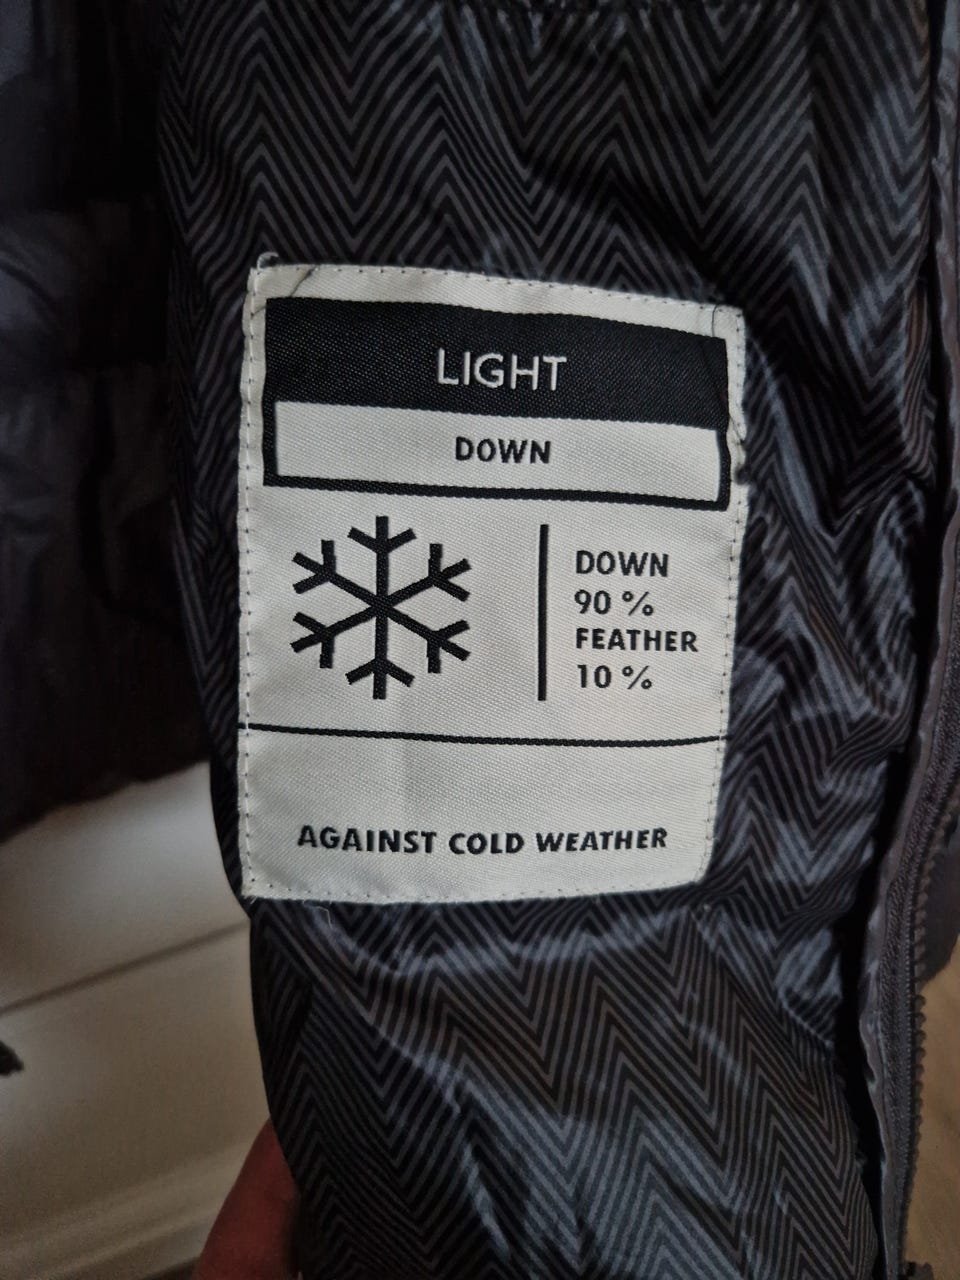 LIGHT
DOWN
DOWN
90 %
FEATHER
10 %
AGAINST COLD WEATHER